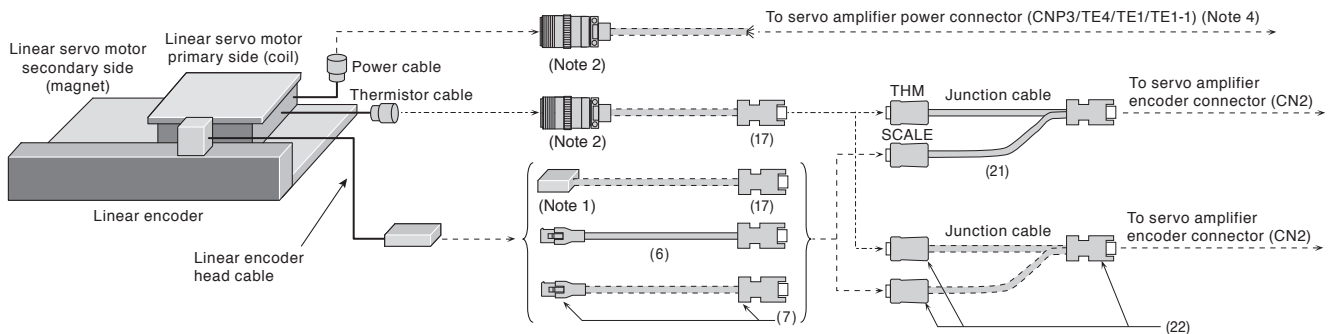 To servo amplifier power connector (CNP3/TE4/TE1/TE1-1) (Note 4)
Linear servo motor
secondary side
(magnet)
Linear servo motor
primary side (coil)
Power cable
(Note 2)
Thermistor cable
(Note 2)
(17)
THM
Junction cable
To servo amplifier
encoder connector (CN2)
SCALE
(21)
Linear encoder
Linear encoder
head cable
(Note 1)
(17)
(6)
(7)
Junction cable
To servo amplifier
encoder connector (CN2)
(22)